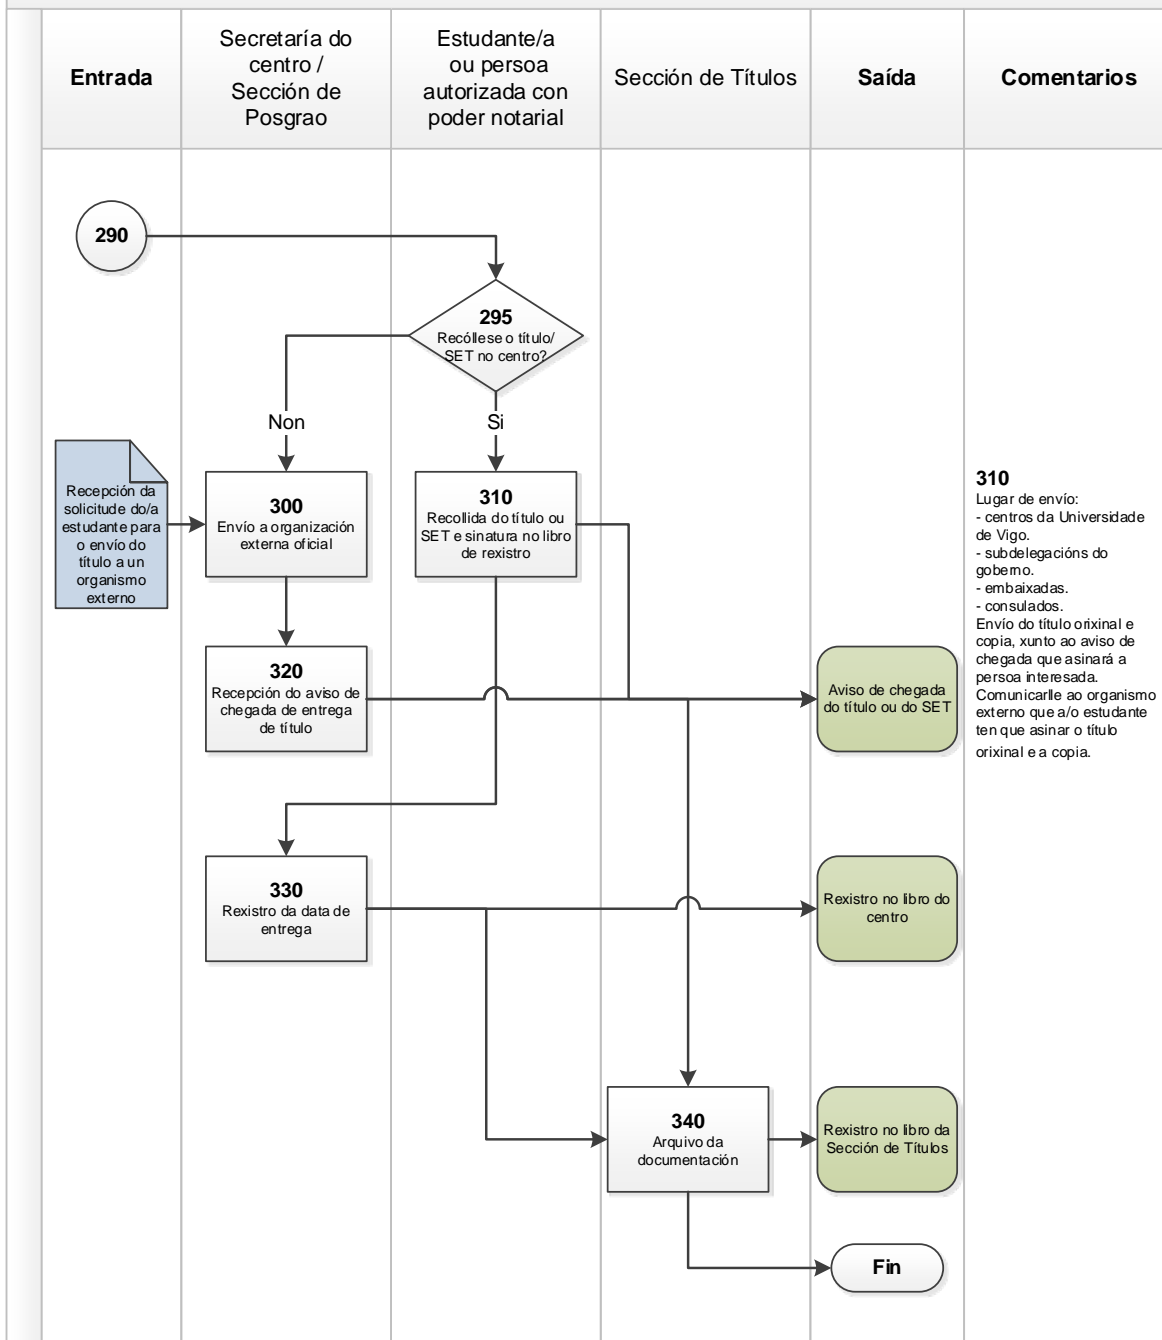 Entrada
Secretaría do
centro /
Sección de
Posgrao
Estudante/a
ou persoa
autorizada con
poder notarial
Sección de Títulos
Saída
Comentarios
290
295
Recóllese o título/
SET no centro?
Non
Si
Recepción da
solicitude do/a
estudante para
o envío do
título a un
organismo
externo
300
Envío a organización
externa oficial
310
Recollida do título ou
SET e sinatura no libro
de rexistro
310
Lugar de envío:
- centros da Universidade
de Vigo.
- subdelegacións do
goberno.
- embaixadas.
- consulados.
Envío do título orixinal e
copia, xunto ao aviso de
chegada que asinará a
persoa interesada.
Comunicarlle ao organismo
externo que a/o estudante
ten que asinar o título
orixinal e a copia.
320
Recepción do aviso de
chegada de entrega
de título
Aviso de chegada
do título ou do SET
330
Rexistro da data de
entrega
Rexistro no libro do
centro
340
Arquivo da
documentación
Rexistro no libro da
Sección de Títulos
Fin